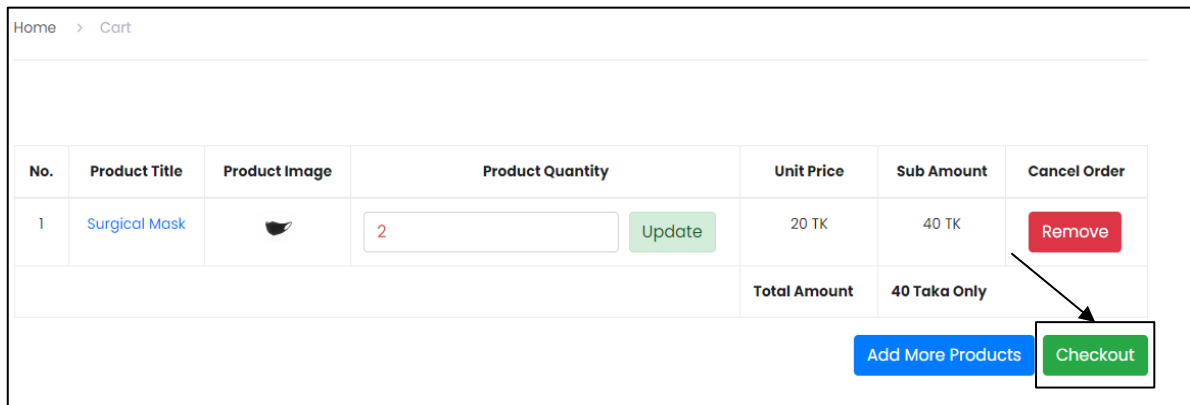 Home > Cart
No. Product Title Product Image Product Quantity Unit Price Sub Amount Cancel Order
1 Surgical Mask 2 Update 20 TK 40 TK Remove
Total Amount 40 Taka Only
Add More Products Checkout